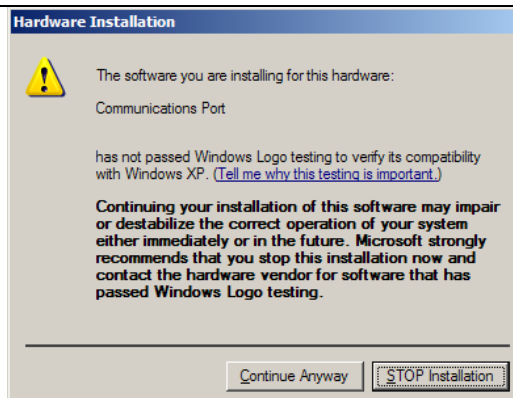 Hardware Installation
The software you are installing for this hardware:
Communications Port
has not passed Windows Logo testing to verify its compatibility
with Windows XP. (Tell me why this testing is important.)
Continuing your installation of this software may impair
or destabilize the correct operation of your system
either immediately or in the future. Microsoft strongly
recommends that you stop this installation now and
contact the hardware vendor for software that has
passed Windows Logo testing.
Continue Anyway
STOP Installation